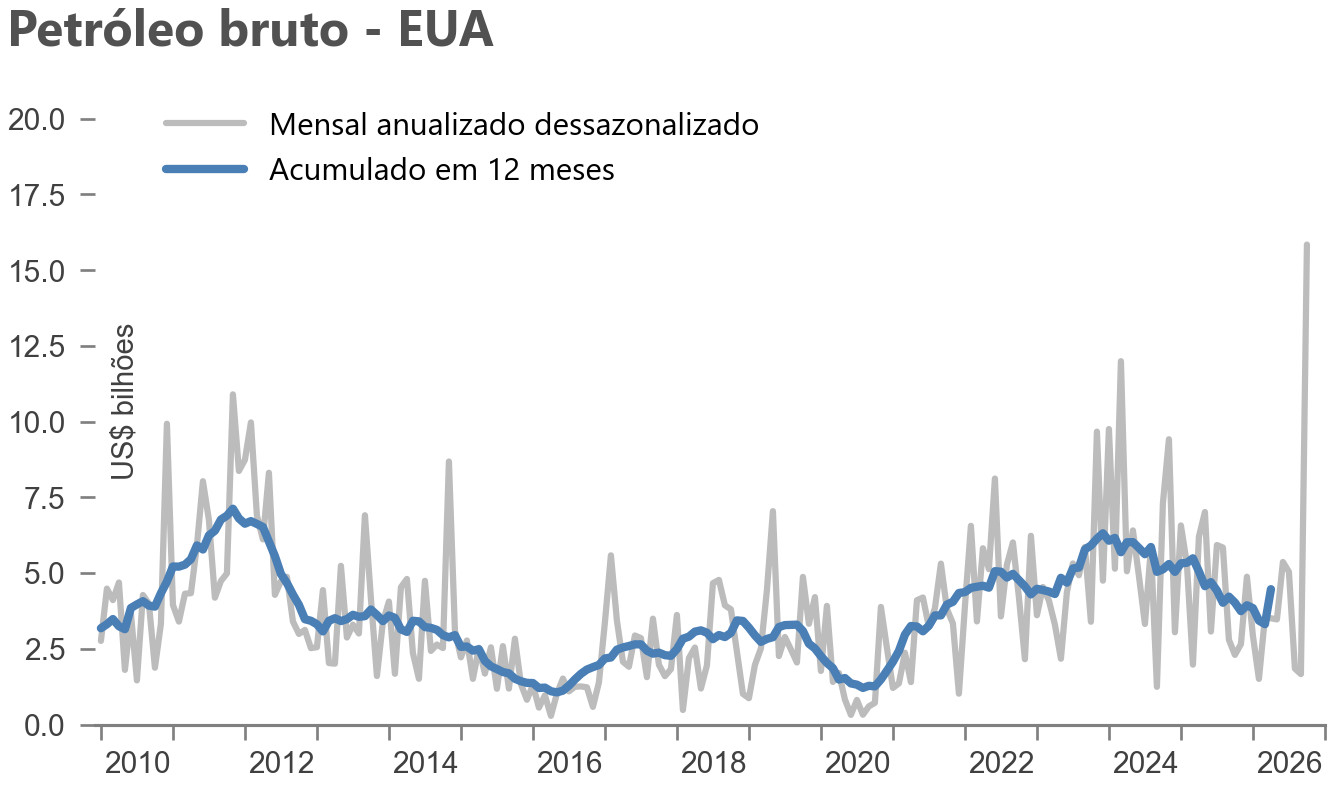 Petróleo bruto - EUA
Mensal anualizado dessazonalizado
Acumulado em 12 meses
US$ bilhões
20.0
17.5
15.0
12.5
10.0
7.5
5.0
2.5
0.0
2010 2012 2014 2016 2018 2020 2022 2024 2026